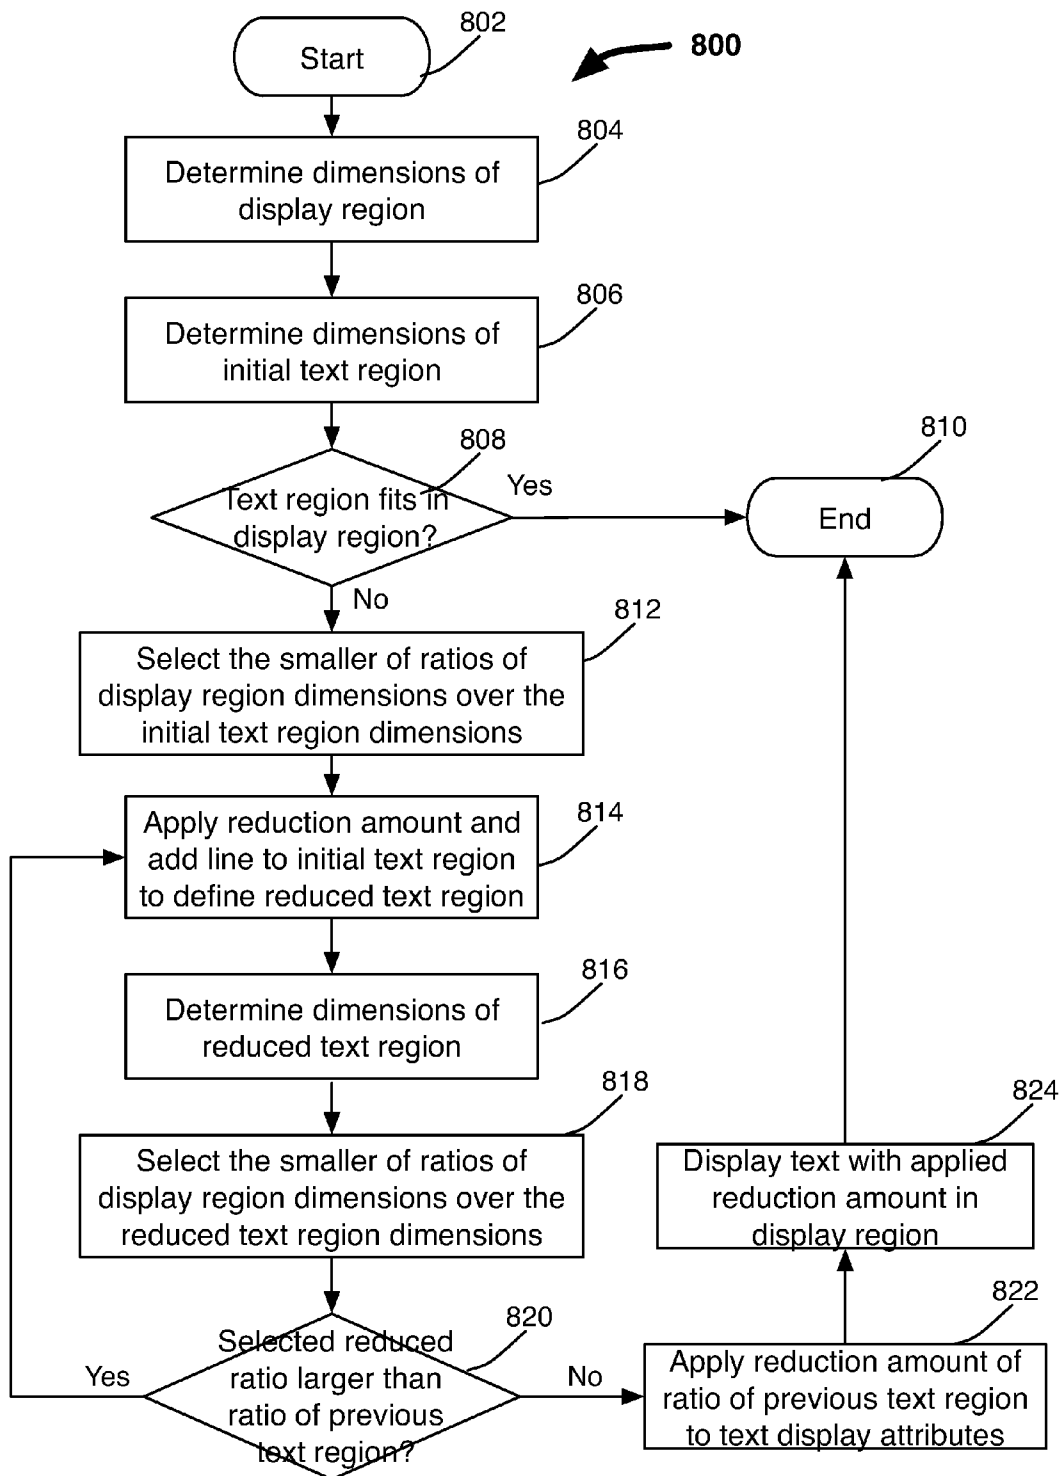 802
Start
800
804
Determine dimensions of
display region
806
Determine dimensions of
initial text region
808
Text region fits in
display region?
Yes
810
End
No
812
Select the smaller of ratios of
display region dimensions over the
initial text region dimensions
814
Apply reduction amount and
add line to initial text region
to define reduced text region
816
Determine dimensions of
reduced text region
818
Select the smaller of ratios of
display region dimensions over the
reduced text region dimensions
820
Selected reduced
ratio larger than
ratio of previous
text region?
Yes
No
822
Apply reduction amount of
ratio of previous text region
to text display attributes
824
Display text with applied
reduction amount in
display region